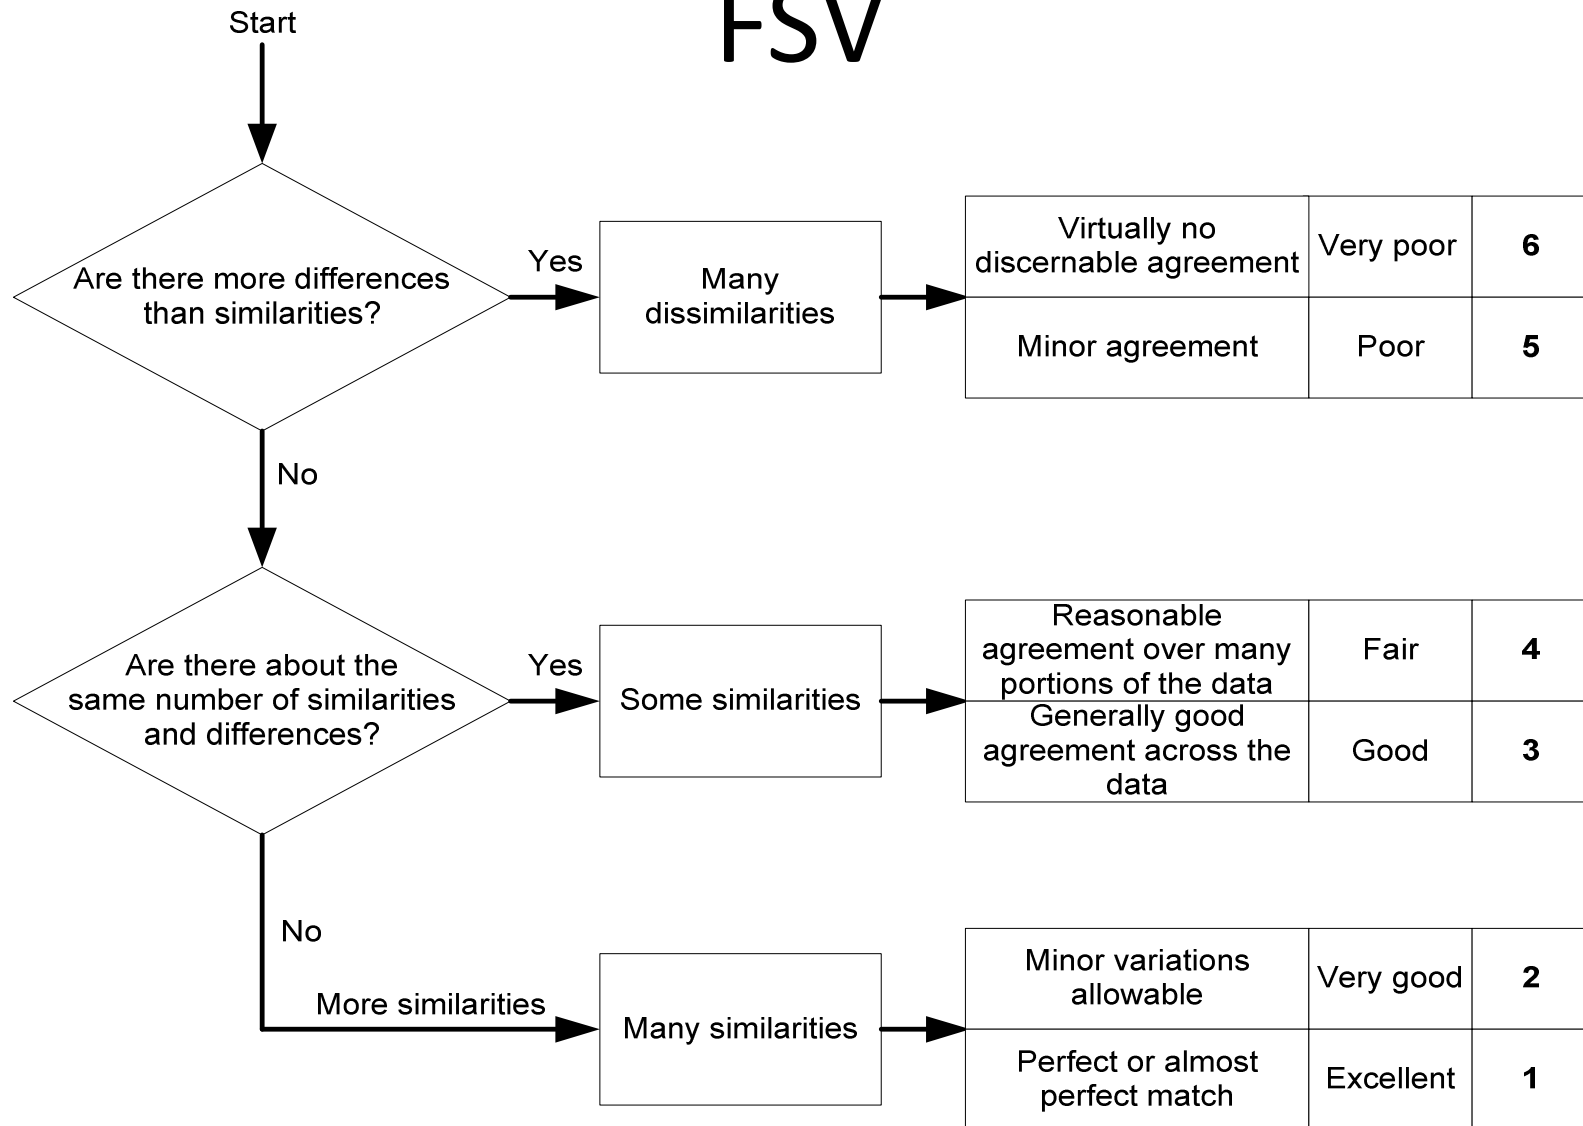 FSV
Start
Are there more differences
than similarities?
Yes
Many
dissimilarities
Virtually no
discernable agreement
Very poor
6
Minor agreement
Poor
5
No
Are there about the
same number of similarities
and differences?
Yes
Some similarities
Reasonable
agreement over many
portions of the data
Fair
4
Generally good
agreement across the
data
Good
3
No
More similarities
Many similarities
Minor variations
allowable
Very good
2
Perfect or almost
perfect match
Excellent
1